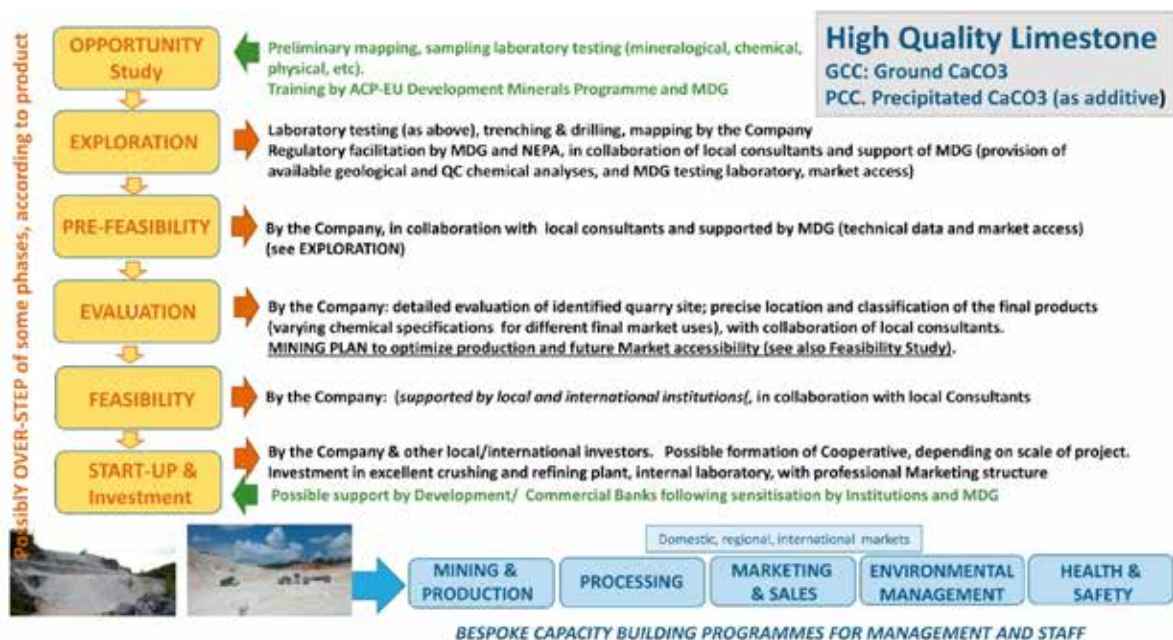 PossiblY OVER-STEP of some phases, according to product
OPPORTUNITY
Study
Preliminary mapping, sampling laboratory testing (mineralogical, chemical,
physical, etc).
Training by ACP-EU Development Minerals Programme and MDG
High Quality Limestone
GCC: Ground CaCO3
PCC. Precipitated CaCO3 (as additive)
EXPLORATION
Laboratory testing (as above), trenching & drilling, mapping by the Company
Regulatory facilitation by MDG and NEPA, in collaboration of local consultants and support of MDG (provision of
available geological and QC chemical analyses, and MDG testing laboratory, market access)
PRE-FEASIBILITY
By the Company, in collaboration with local consultants and supported by MDG (technical data and market access)
(see EXPLORATION)
EVALUATION
By the Company: detailed evaluation of identified quarry site; precise location and classification of the final products
(varying chemical specifications for different final market uses), with collaboration of local consultants.
MINING PLAN to optimize production and future Market accessibility (see also Feasibility Study).
FEASIBILITY
By the Company: (supported by local and international institutions(, in collaboration with local Consultants
START-UP &
Investment
By the Company & other local/international investors. Possible formation of Cooperative, depending on scale of project.
Investment in excellent crushing and refining plant, internal laboratory, with professional Marketing structure
Possible support by Development/ Commercial Banks following sensitisation by Institutions and MDG
Domestic, regional, international markets
MINING &
PRODUCTION
PROCESSING
MARKETING
& SALES
ENVIRONMENTAL
MANAGEMENT
HEALTH &
SAFETY
BESPOKE CAPACITY BUILDING PROGRAMMES FOR MANAGEMENT AND STAFF